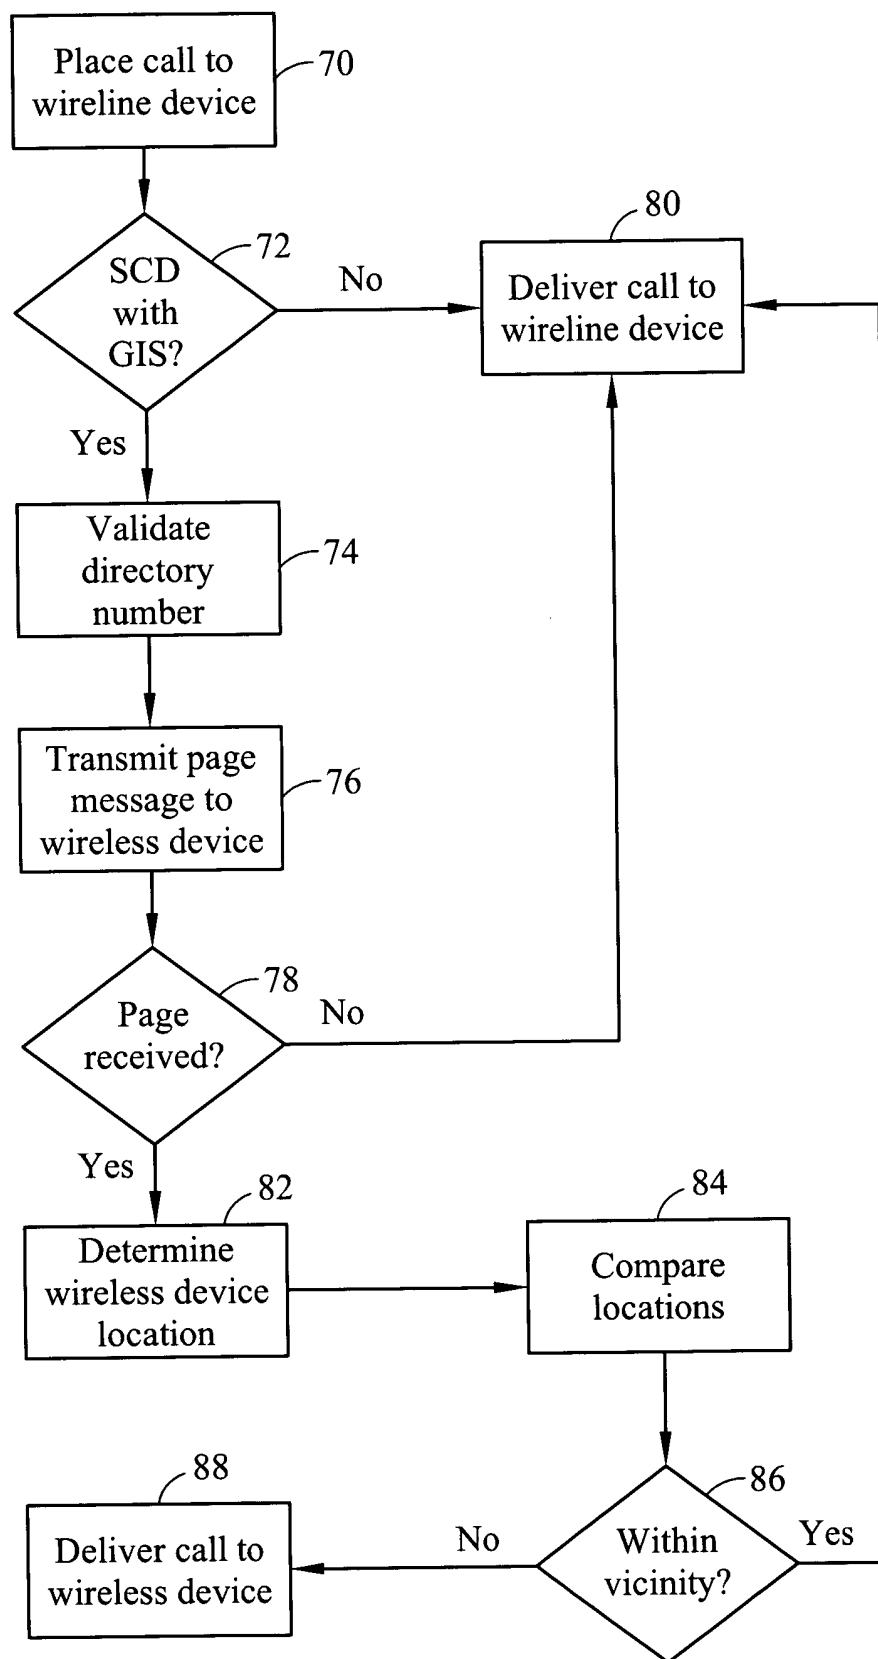 Place call to
wireline device
70
SCD
with
GIS?
72
No
80
Deliver call to
wireline device
Yes
Validate
directory
number
74
Transmit page
message to
wireless device
76
Page
received?
78
No
Yes
82
Determine
wireless device
location
84
Compare
locations
88
Deliver call to
wireless device
No
86
Within
vicinity?
Yes